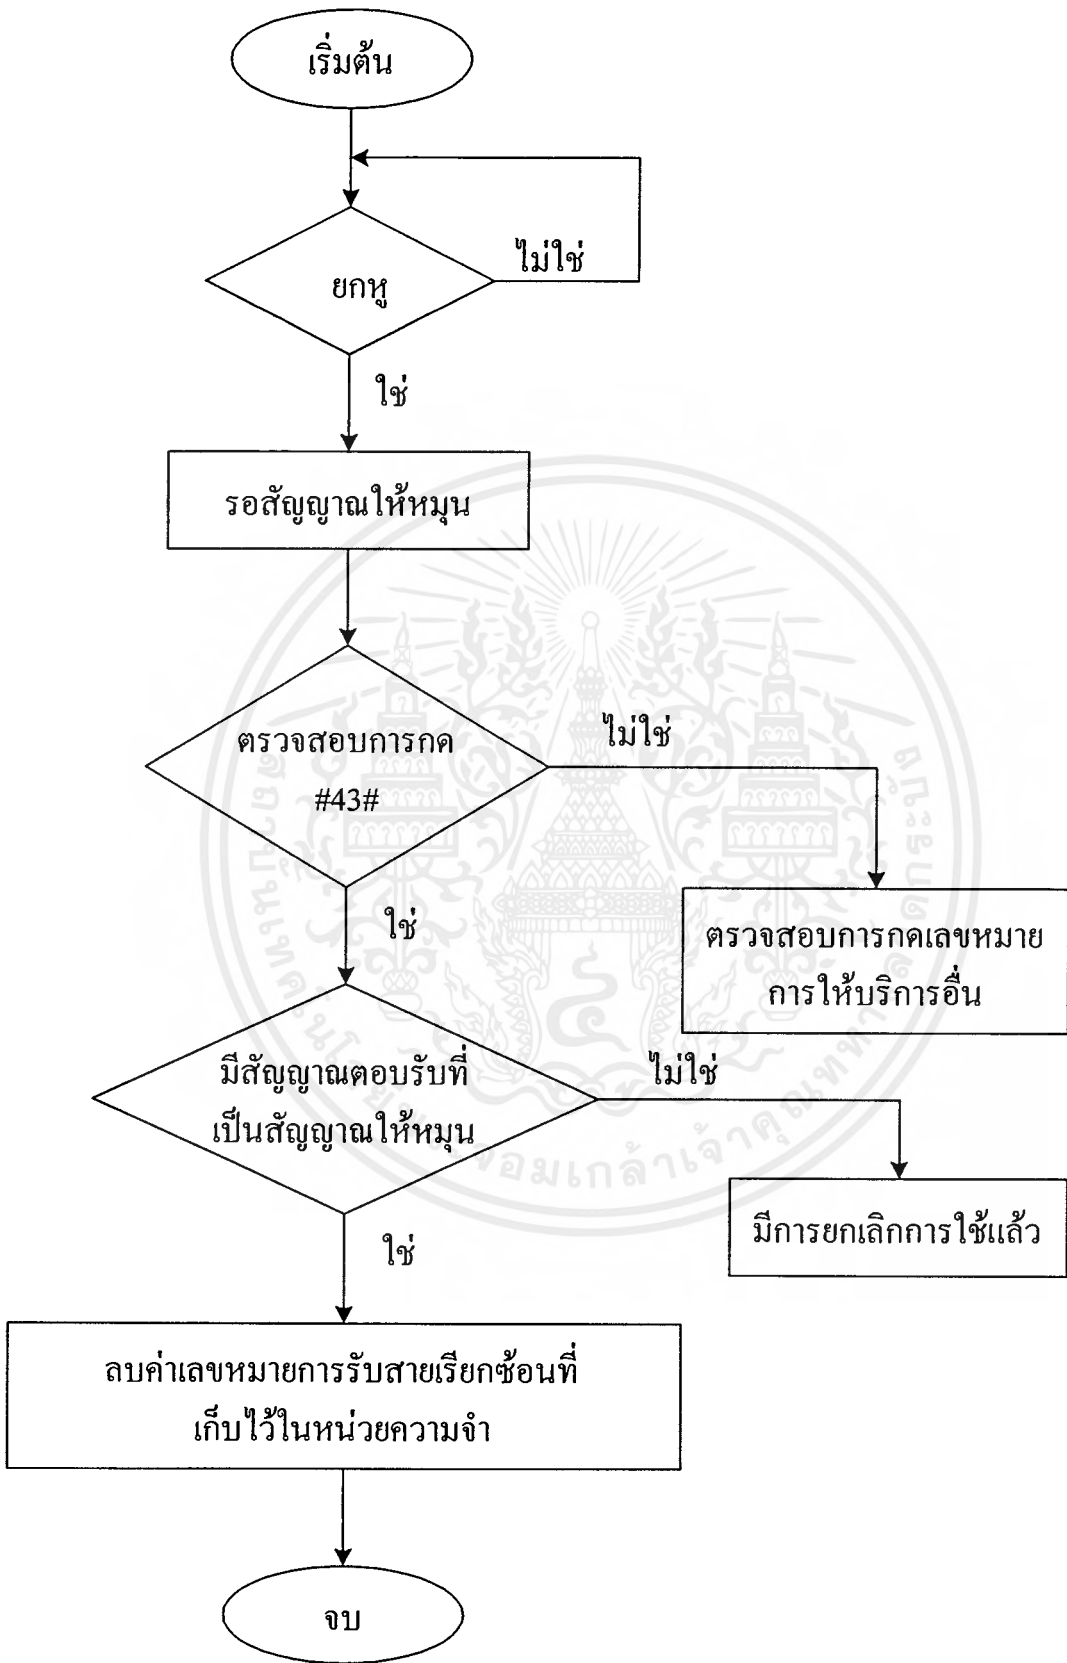 เริ่มต้น
ยกหู
ไม่ใช่
ใช่
รอสัญญาณให้หมุน
ตรวจสอบการกด
#43#
ไม่ใช่
ใช่
ตรวจสอบการกดเลขหมาย
การให้บริการอื่น
มีสัญญาณตอบรับที่
เป็นสัญญาณให้หมุน
ไม่ใช่
ใช่
มีการยกเลิกการใช้แล้ว
ลบค่าเลขหมายการรับสายเรียกซ้อนที่
เก็บไว้ในหน่วยความจำ
จบ